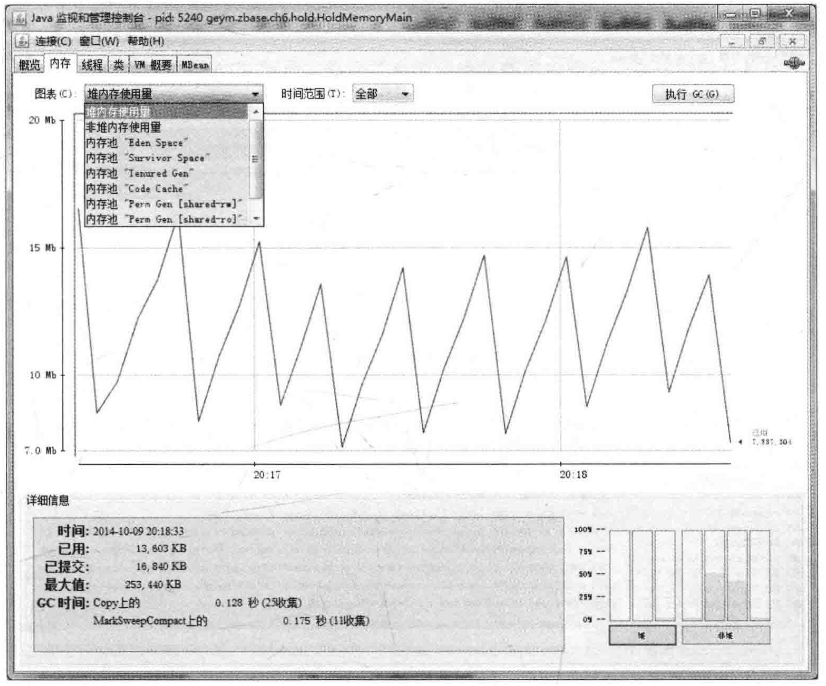 Java 监视和管理控制台 - pid: 5240 geym.zbase.ch6.hold.HoldMemoryMain
连接(C) 窗口(W) 帮助(H)
概览 内存 线程 类 VM 概要 MBean
图表(C): 堆内存使用量 时间范围(T): 全部 执行 GC(G)
堆内存使用量
非堆内存使用量
内存池 "Eden Space"
内存池 "Survivor Space"
内存池 "Tenured Gen"
内存池 "Code Cache"
内存池 "Perm Gen [shared-rw]"
内存池 "Perm Gen [shared-ro]"
20 Mb
15 Mb
10 Mb
7.0 Mb
已用
20:17 20:18
详细信息
时间: 2014-10-09 20:18:33
已用: 13,603 KB
已提交: 16,840 KB
最大值: 253,440 KB
GC 时间: Copy上的 0.128 秒 (25收集)
MarkSweepCompact上的 0.175 秒 (11收集)
100%
75%
50%
25%
0%
堆 非堆